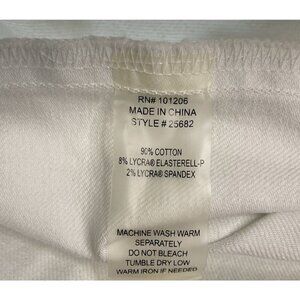 RN# 101206
MADE IN CHINA
STYLE # 25682
90% COTTON
8% LYCRA® ELASTERELL-P
2% LYCRA® SPANDEX
MACHINE WASH WARM
SEPARATELY
DO NOT BLEACH
TUMBLE DRY LOW
WARM IRON IF NEEDED